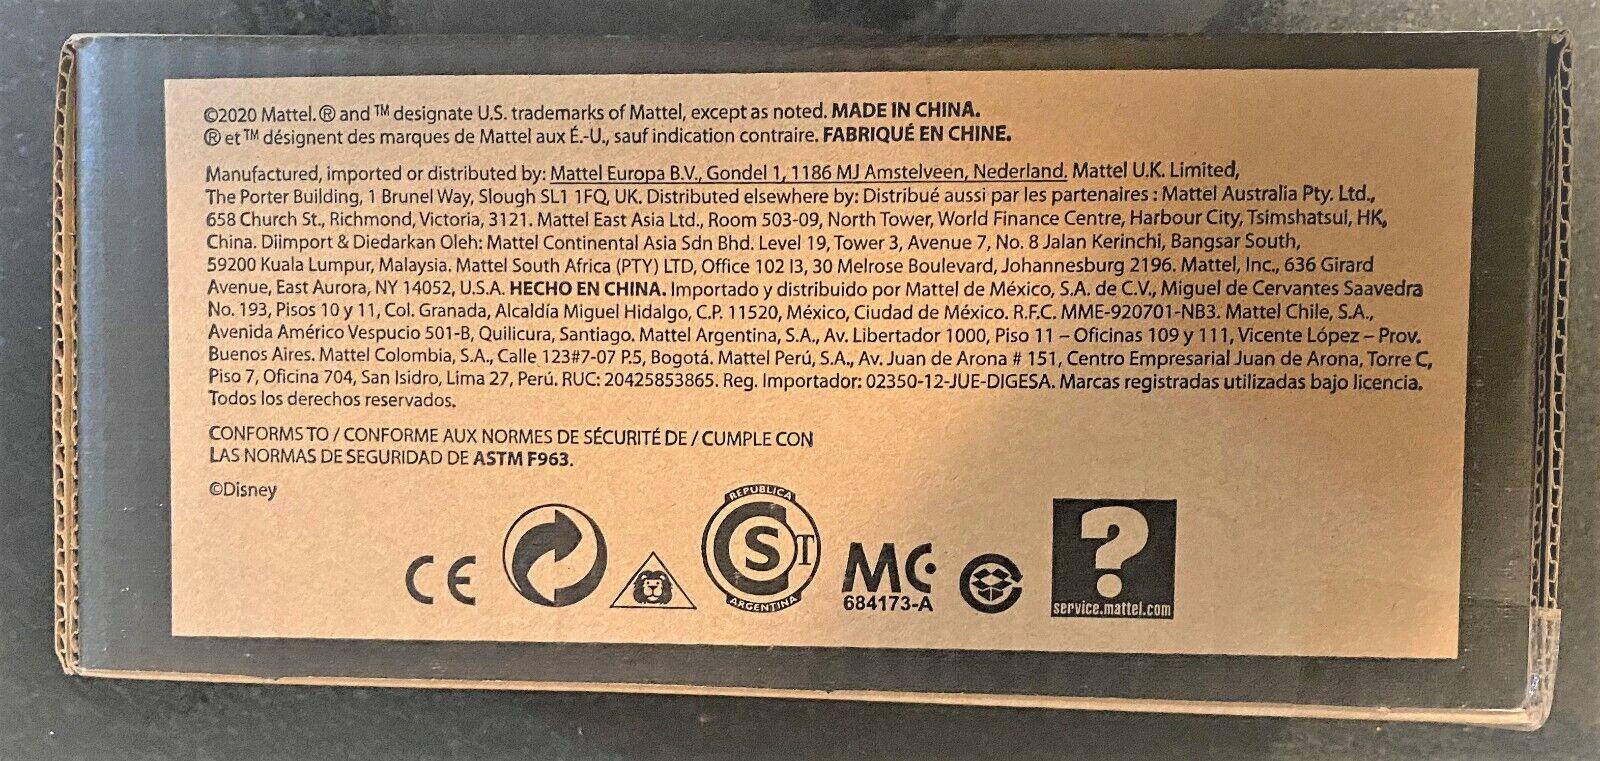 ©2020 Mattel. ® and ™ designate U.S. trademarks of Mattel, except as noted. MADE IN CHINA.
® et ™ désignent des marques de Mattel aux É.-U., sauf indication contraire. FABRIQUÉ EN CHINE.
Manufactured, imported or distributed by: Mattel Europa B.V., Gondel 1, 1186 MJ Amstelveen, Nederland. Mattel U.K. Limited,
The Porter Building, 1 Brunel Way, Slough SL1 1FQ, UK. Distributed elsewhere by: Distribué aussi par les partenaires : Mattel Australia Pty. Ltd.,
658 Church St., Richmond, Victoria, 3121. Mattel East Asia Ltd., Room 503-09, North Tower, World Finance Centre, Harbour City, Tsimshatsui, HK,
China. Diimport & Diedarkan Oleh: Mattel Continental Asia Sdn Bhd. Level 19, Tower 3, Avenue 7, No. 8 Jalan Kerinchi, Bangsar South,
59200 Kuala Lumpur, Malaysia. Mattel South Africa (PTY) LTD, Office 102 I3, 30 Melrose Boulevard, Johannesburg 2196. Mattel, Inc., 636 Girard
Avenue, East Aurora, NY 14052, U.S.A. HECHO EN CHINA. Importado y distribuido por Mattel de México, S.A. de C.V., Miguel de Cervantes Saavedra
No. 193, Pisos 10 y 11, Col. Granada, Alcaldía Miguel Hidalgo, C.P. 11520, México, Ciudad de México. R.F.C. MME-920701-NB3. Mattel Chile, S.A.,
Avenida Américo Vespucio 501-B, Quilicura, Santiago. Mattel Argentina, S.A., Av. Libertador 1000, Piso 11 – Oficinas 109 y 111, Vicente López – Prov.
Buenos Aires. Mattel Colombia, S.A., Calle 123#7-07 P.5, Bogotá. Mattel Perú, S.A., Av. Juan de Arona # 151, Centro Empresarial Juan de Arona, Torre C,
Piso 7, Oficina 704, San Isidro, Lima 27, Perú. RUC: 20425853865. Reg. Importador: 02350-12-JUE-DIGESA. Marcas registradas utilizadas bajo licencia.
Todos los derechos reservados.
CONFORMS TO / CONFORME AUX NORMES DE SÉCURITÉ DE / CUMPLE CON
LAS NORMAS DE SEGURIDAD DE ASTM F963.
©Disney
CE
REPUBLICA
S T
ARGENTINA
MC
684173-A
?
service.mattel.com